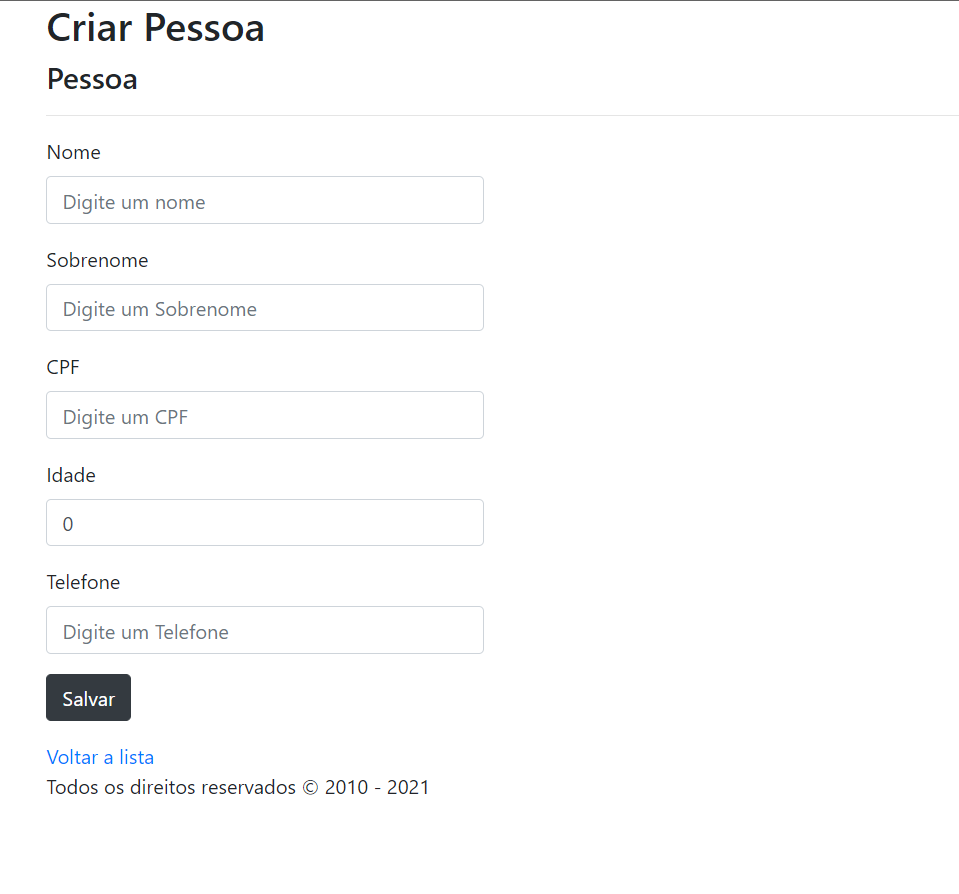 Criar Pessoa
Pessoa
Nome
Digite um nome
Sobrenome
Digite um Sobrenome
CPF
Digite um CPF
Idade
0
Telefone
Digite um Telefone
Salvar
Voltar a lista
Todos os direitos reservados © 2010 - 2021